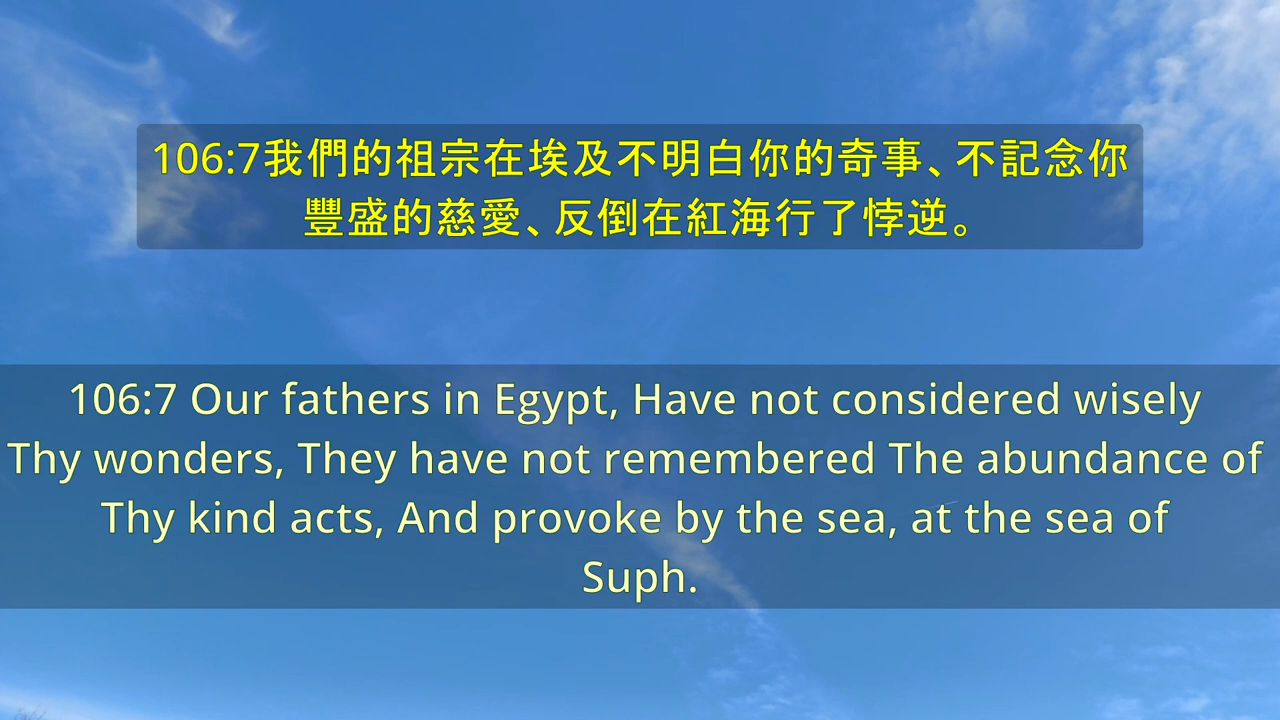 106:7我們的祖宗在埃及不明白你的奇事、不記念你
豐盛的慈愛、反倒在紅海行了悖逆。
106:7 Our fathers in Egypt, Have not considered wisely
Thy wonders, They have not remembered The abundance of
Thy kind acts, And provoke by the sea, at the sea of
Suph.